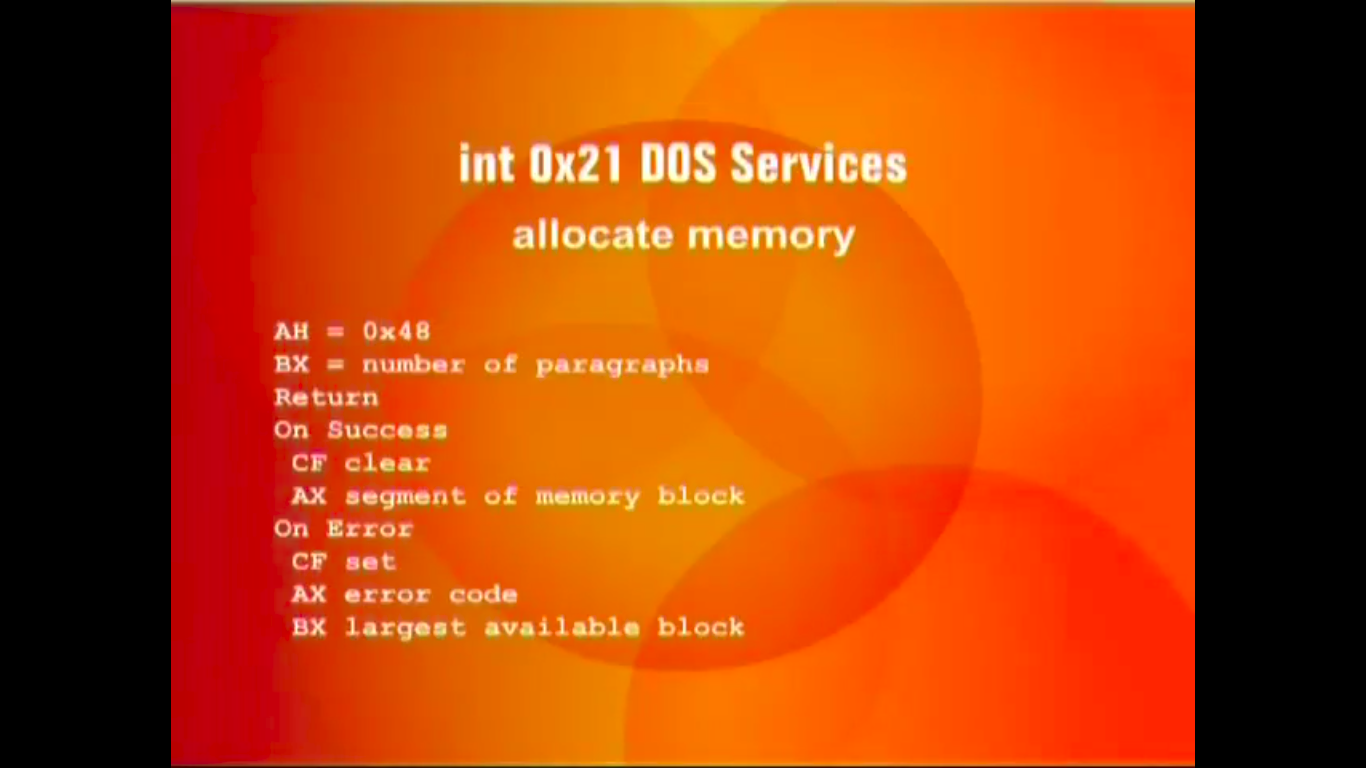 int 0x21 DOS Services
allocate memory
AH = 0x48
BX = number of paragraphs
Return
On Success
CF clear
AX segment of memory block
On Error
CF set
AX error code
BX largest available block